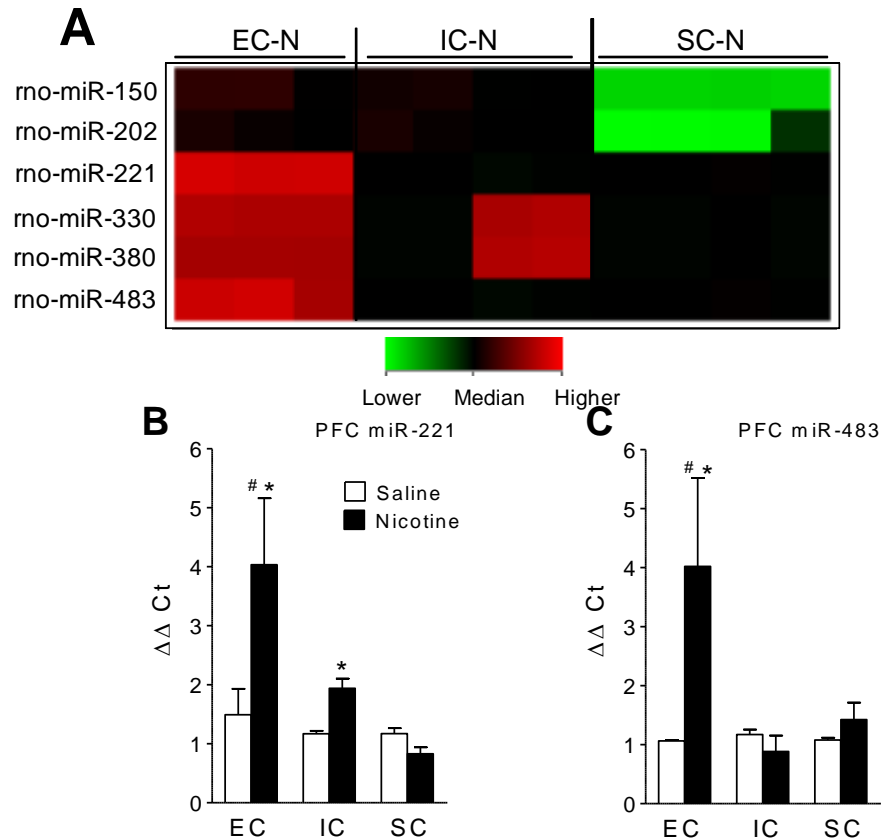 A
EC-N IC-N SC-N
rno-miR-150
rno-miR-202
rno-miR-221
rno-miR-330
rno-miR-380
rno-miR-483
Lower Median Higher
B
PFC miR-221
ΔΔ Ct
6
5
4
3
2
1
0
# *
*
Saline
Nicotine
EC IC SC
C
PFC miR-483
ΔΔ Ct
6
5
4
3
2
1
0
# *
EC IC SC